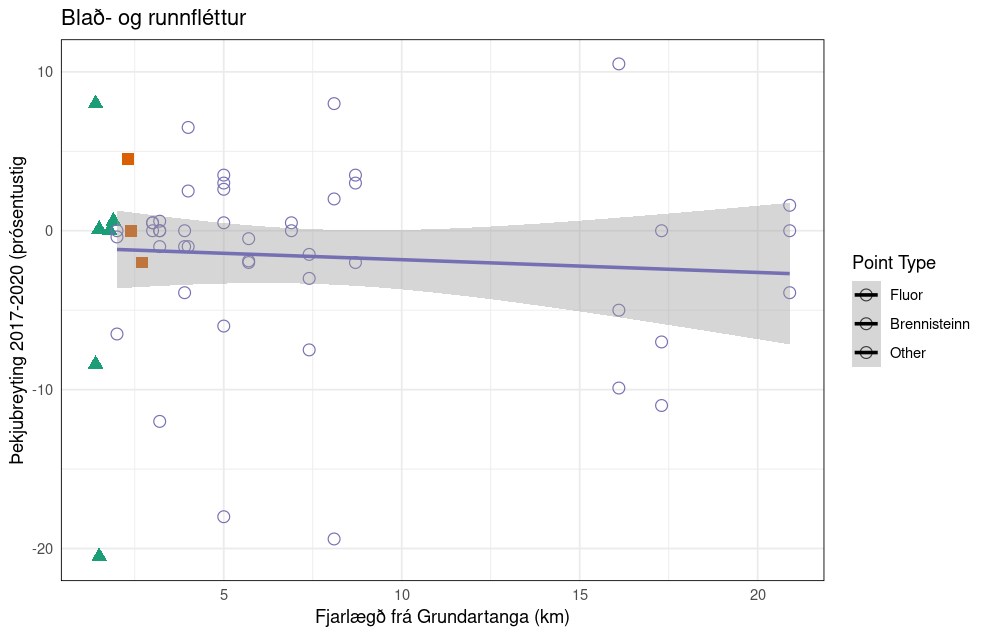 Blað- og runnfléttur
Þekjubreyting 2017-2020 (prósentustig
10
0
-10
-20
5
10
15
20
Fjarlægð frá Grundartanga (km)
Point Type
Fluor
Brennisteinn
Other